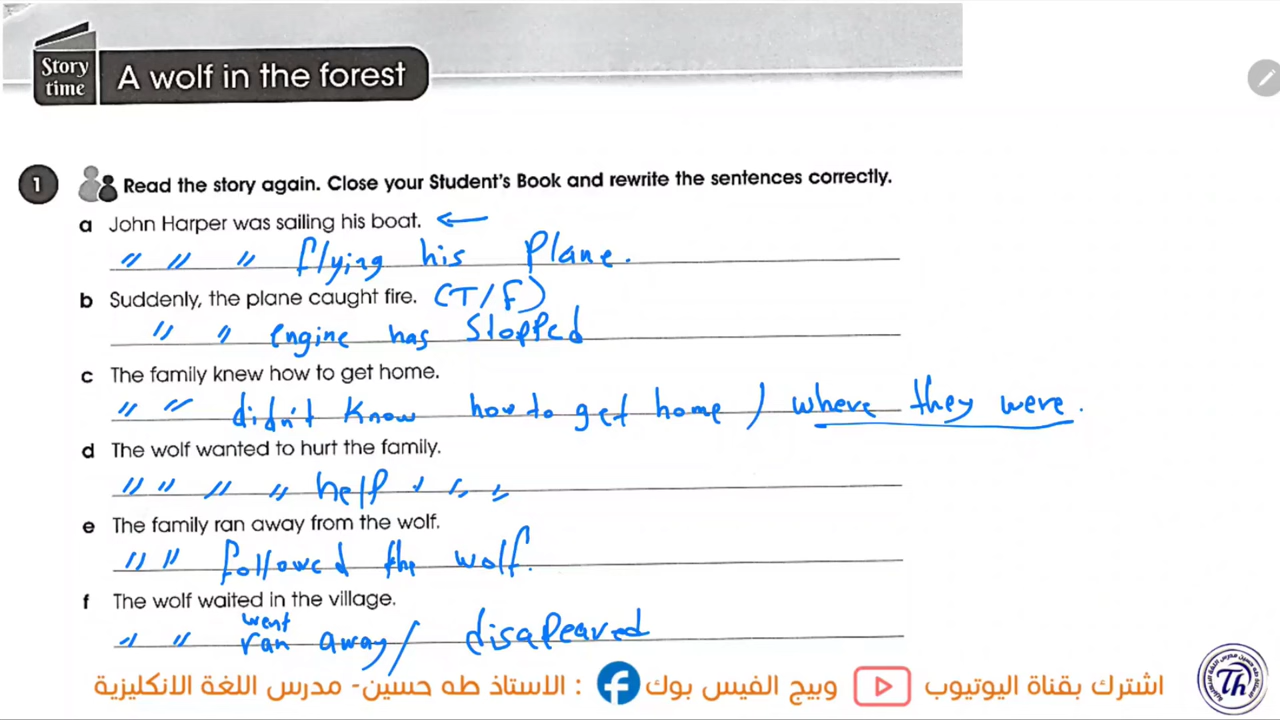 Story
time
A wolf in the forest
1 Read the story again. Close your Student's Book and rewrite the sentences correctly.
a John Harper was sailing his boat. ←
" " " flying his Plane.
b Suddenly, the plane caught fire. (T/F)
" " engine has stopped
c The family knew how to get home.
" " didn't know how to get home / where they were.
d The wolf wanted to hurt the family.
" " " " help " " "
e The family ran away from the wolf.
" " followed the wolf.
f The wolf waited in the village.
went
" " ran away / disapeared
اشترك بقناة اليوتيوب وبيج الفيس بوك : الاستاذ طه حسين- مدرس اللغة الانكليزية
Th